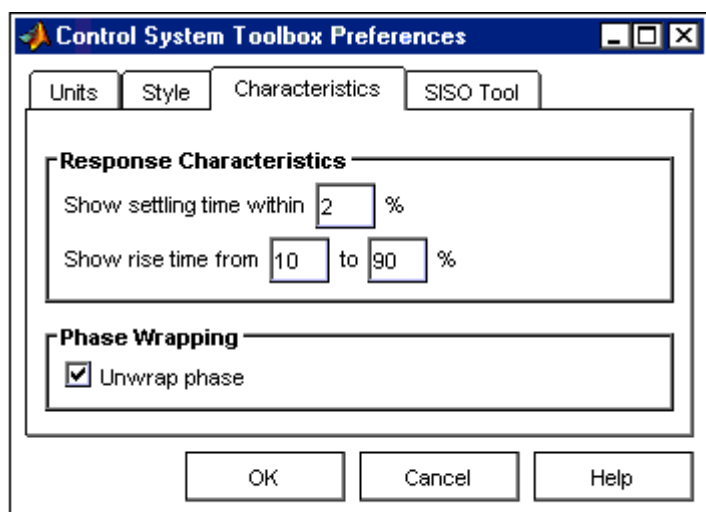 Control System Toolbox Preferences
Units Style Characteristics SISO Tool
Response Characteristics
Show settling time within 2 %
Show rise time from 10 to 90 %
Phase Wrapping
Unwrap phase
OK Cancel Help